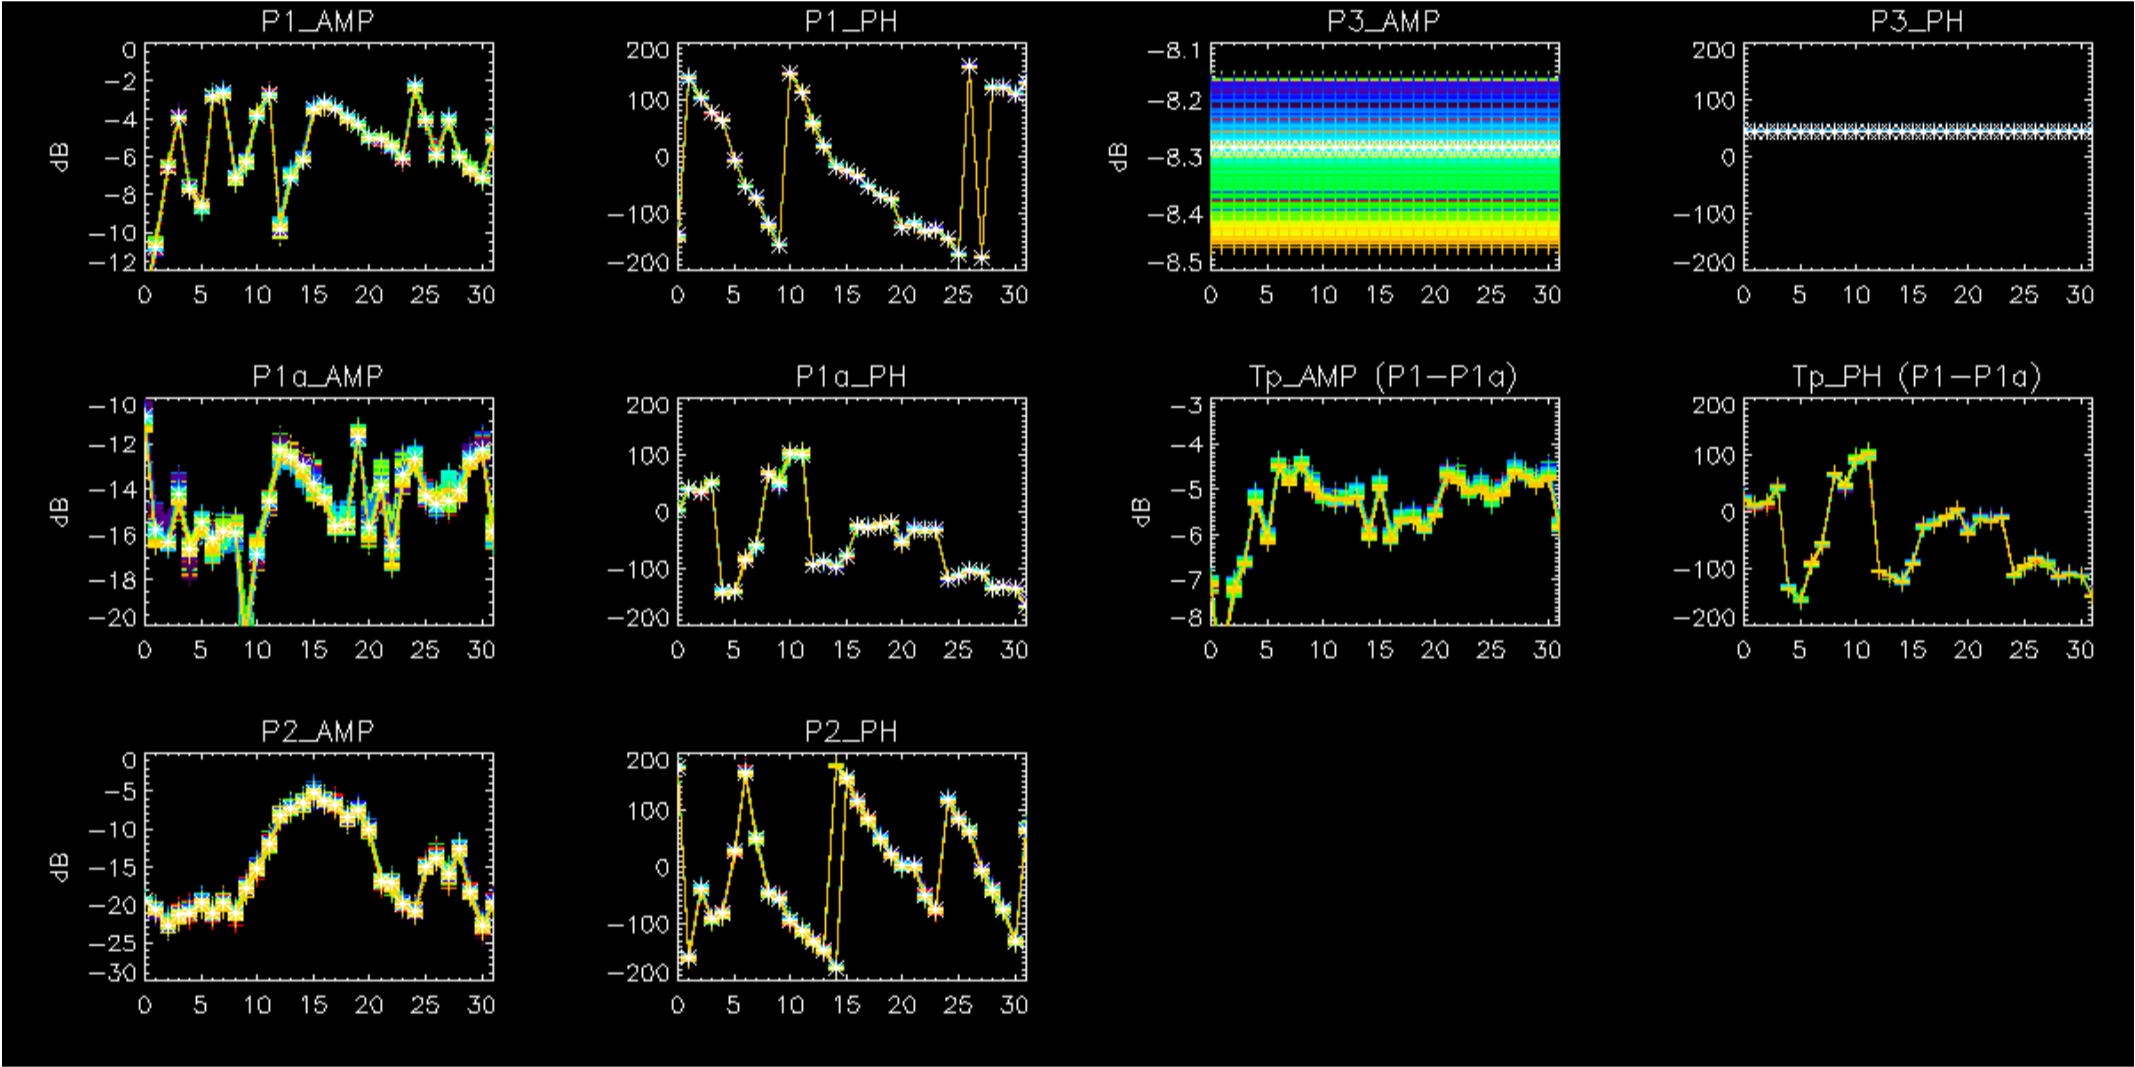 P1_AMP
P1_PH
P3_AMP
P3_PH
0
−2
−4
−6
−8
−10
−12
dB
0 5 10 15 20 25 30
200
100
0
−100
−200
0 5 10 15 20 25 30
−8.1
−8.2
−8.3
−8.4
−8.5
dB
0 5 10 15 20 25 30
200
100
0
−100
−200
0 5 10 15 20 25 30
P1a_AMP
P1a_PH
Tp_AMP (P1−P1a)
Tp_PH (P1−P1a)
−10
−12
−14
−16
−18
−20
dB
0 5 10 15 20 25 30
200
100
0
−100
−200
0 5 10 15 20 25 30
−3
−4
−5
−6
−7
−8
dB
0 5 10 15 20 25 30
200
100
0
−100
−200
0 5 10 15 20 25 30
P2_AMP
P2_PH
0
−5
−10
−15
−20
−25
−30
dB
0 5 10 15 20 25 30
200
100
0
−100
−200
0 5 10 15 20 25 30